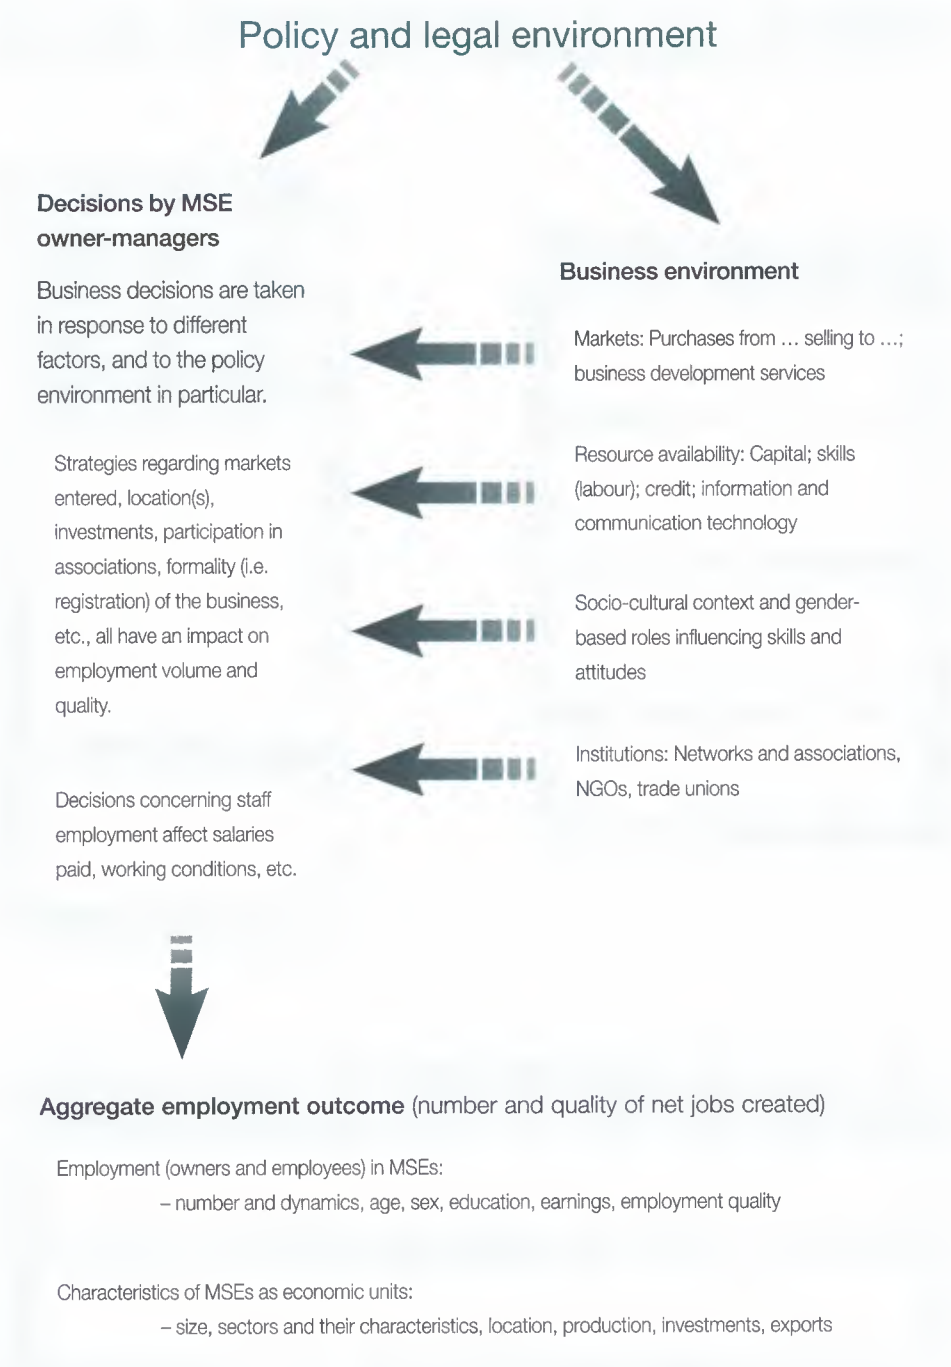 Policy and legal environment
Decisions by MSE
owner-managers
Business decisions are taken
in response to different
factors, and to the policy
environment in particular.
Strategies regarding markets
entered, location(s),
investments, participation in
associations, formality (i.e.
registration) of the business,
etc., all have an impact on
employment volume and
quality.
Decisions concerning staff
employment affect salaries
paid, working conditions, etc.
Business environment
Markets: Purchases from ... selling to ...;
business development services
Resource availability: Capital; skills
(labour); credit; information and
communication technology
Socio-cultural context and gender-
based roles influencing skills and
attitudes
Institutions: Networks and associations,
NGOs, trade unions
Aggregate employment outcome (number and quality of net jobs created)
Employment (owners and employees) in MSEs:
– number and dynamics, age, sex, education, earnings, employment quality
Characteristics of MSEs as economic units:
– size, sectors and their characteristics, location, production, investments, exports